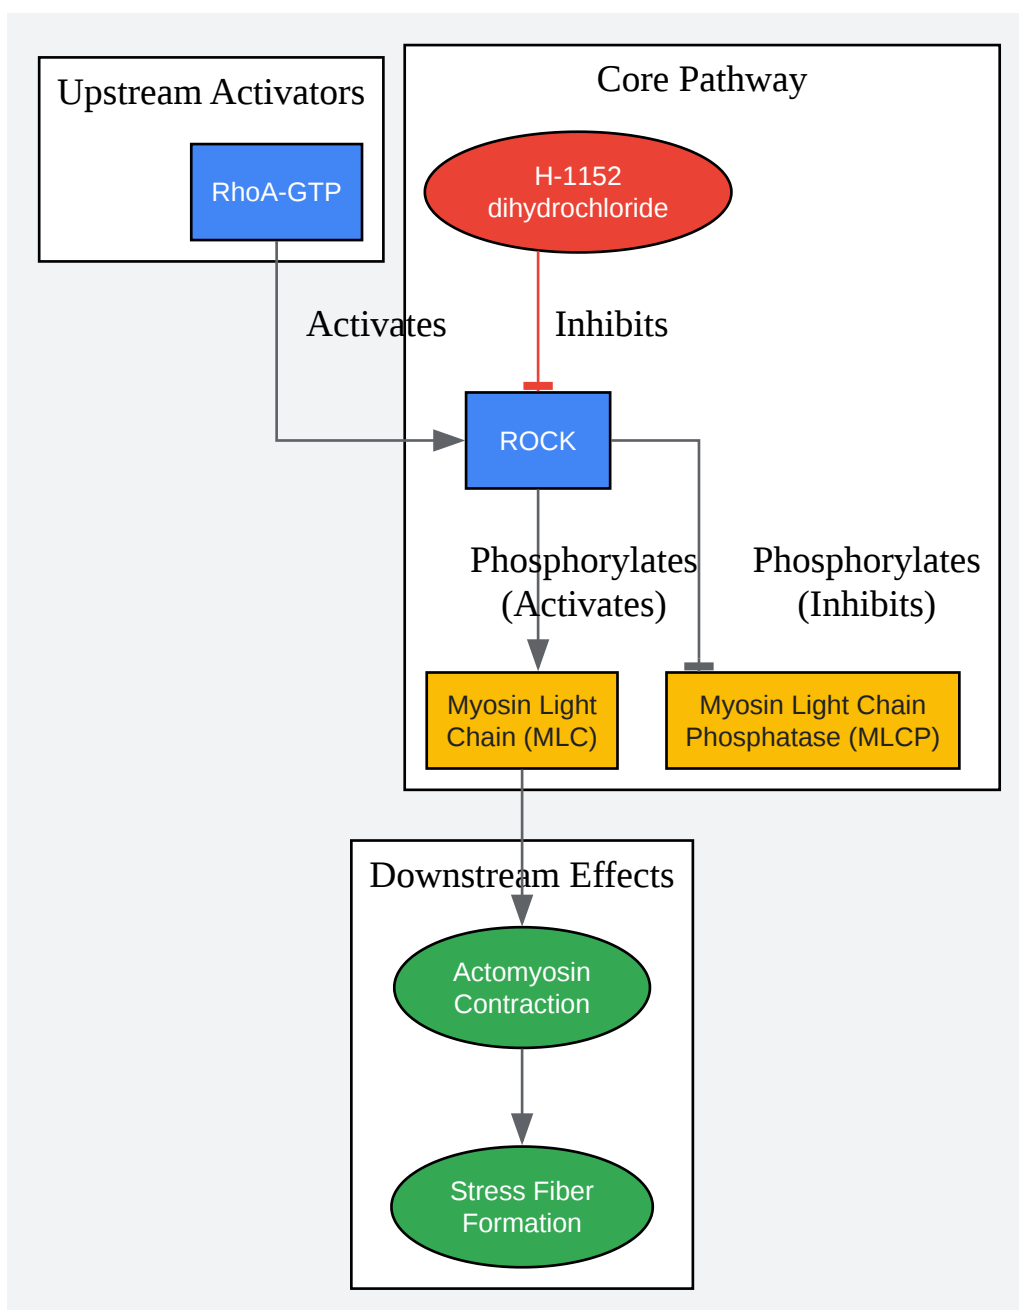 Upstream Activators
Core Pathway
RhoA-GTP
H-1152
dihydrochloride
Activates
Inhibits
ROCK
Phosphorylates
(Activates)
Phosphorylates
(Inhibits)
Myosin Light
Chain (MLC)
Myosin Light Chain
Phosphatase (MLCP)
Downstream Effects
Actomyosin
Contraction
Stress Fiber
Formation